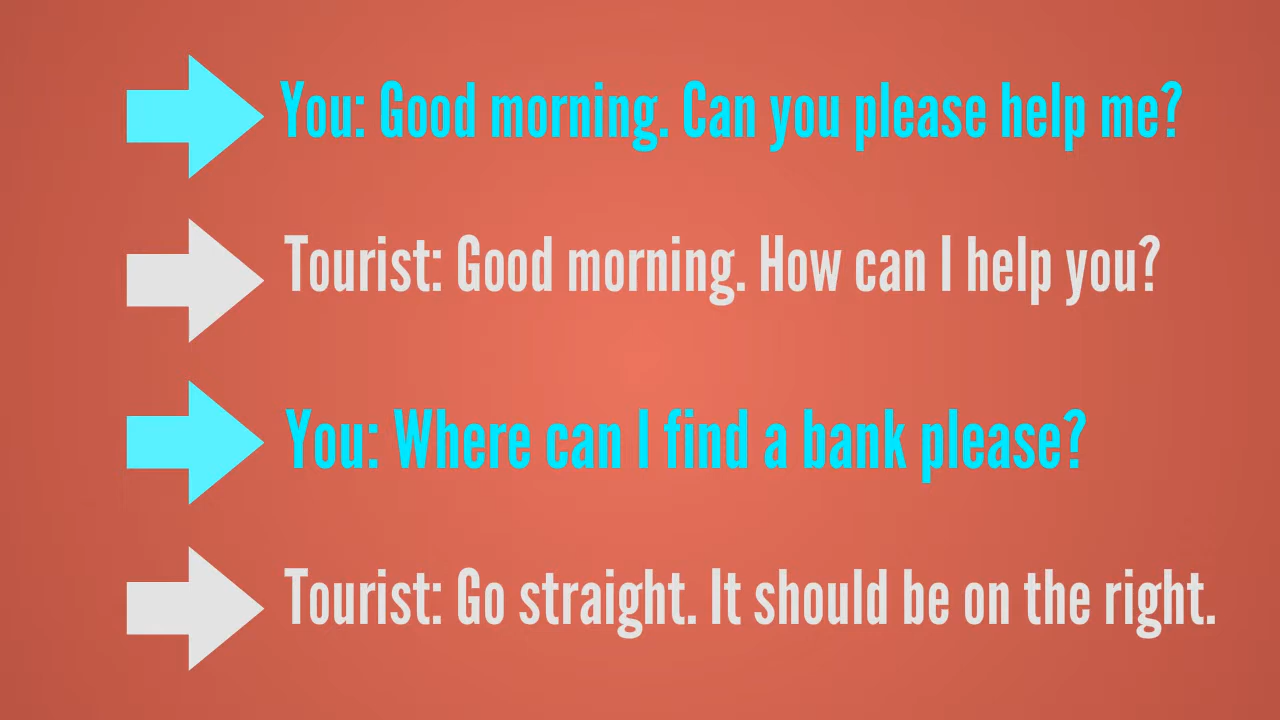 You: Good morning. Can you please help me?
Tourist: Good morning. How can I help you?
You: Where can I find a bank please?
Tourist: Go straight. It should be on the right.